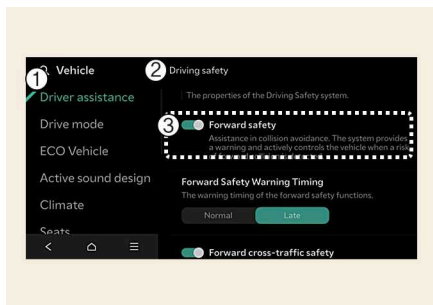 Vehicle
1
2
Driving safety
Driver assistance
The properties of the Driving Safety system.
Drive mode
3
Forward safety
Assistance in collision avoidance. The system provides
a warning and actively controls the vehicle when a risk
ECO Vehicle
Active sound design
Forward Safety Warning Timing
The warning timing of the forward safety functions.
Climate
Normal
Late
Seats
Forward cross-traffic safety